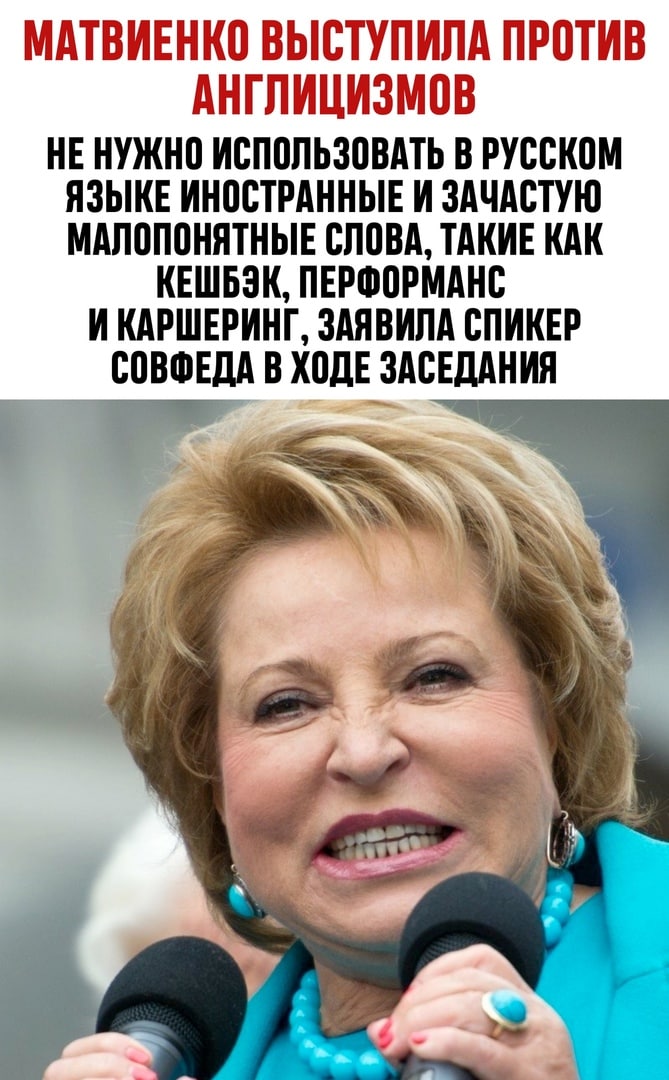 МАТВИЕНКО ВЫСТУПИЛА ПРОТИВ
АНГЛИЦИЗМОВ
НЕ НУЖНО ИСПОЛЬЗОВАТЬ В РУССКОМ
ЯЗЫКЕ ИНОСТРАННЫЕ И ЗАЧАСТУЮ
МАЛОПОНЯТНЫЕ СЛОВА, ТАКИЕ КАК
КЕШБЭК, ПЕРФОРМАНС
И КАРШЕРИНГ, ЗАЯВИЛА СПИКЕР
СОВФЕДА В ХОДЕ ЗАСЕДАНИЯ